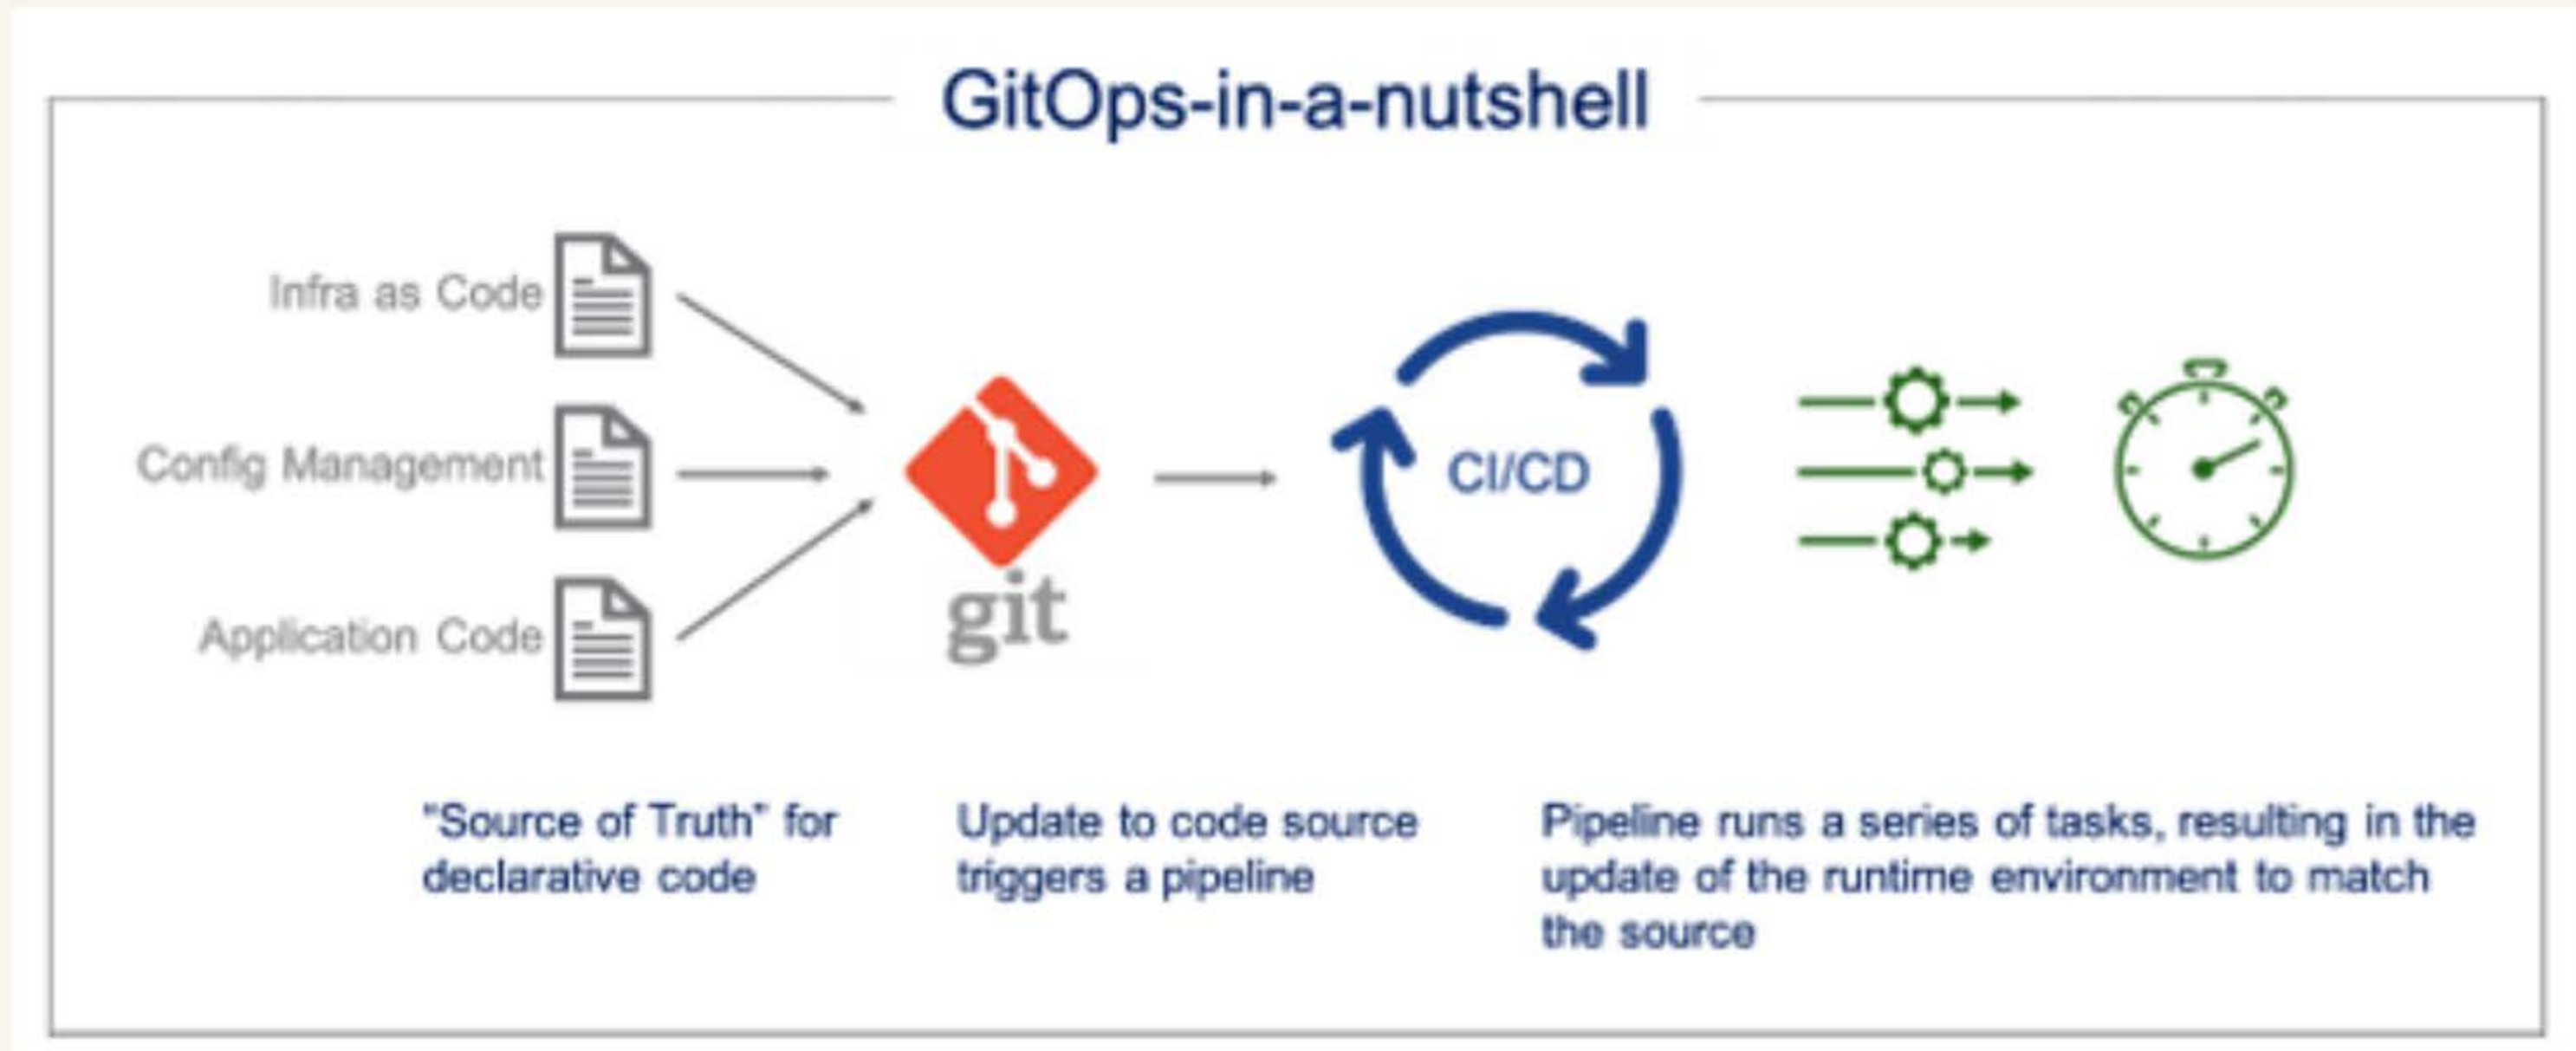 GitOps-in-a-nutshell
Infra as Code
Config Management
Application Code
git
CI/CD
"Source of Truth" for
declarative code
Update to code source
triggers a pipeline
Pipeline runs a series of tasks, resulting in the
update of the runtime environment to match
the source